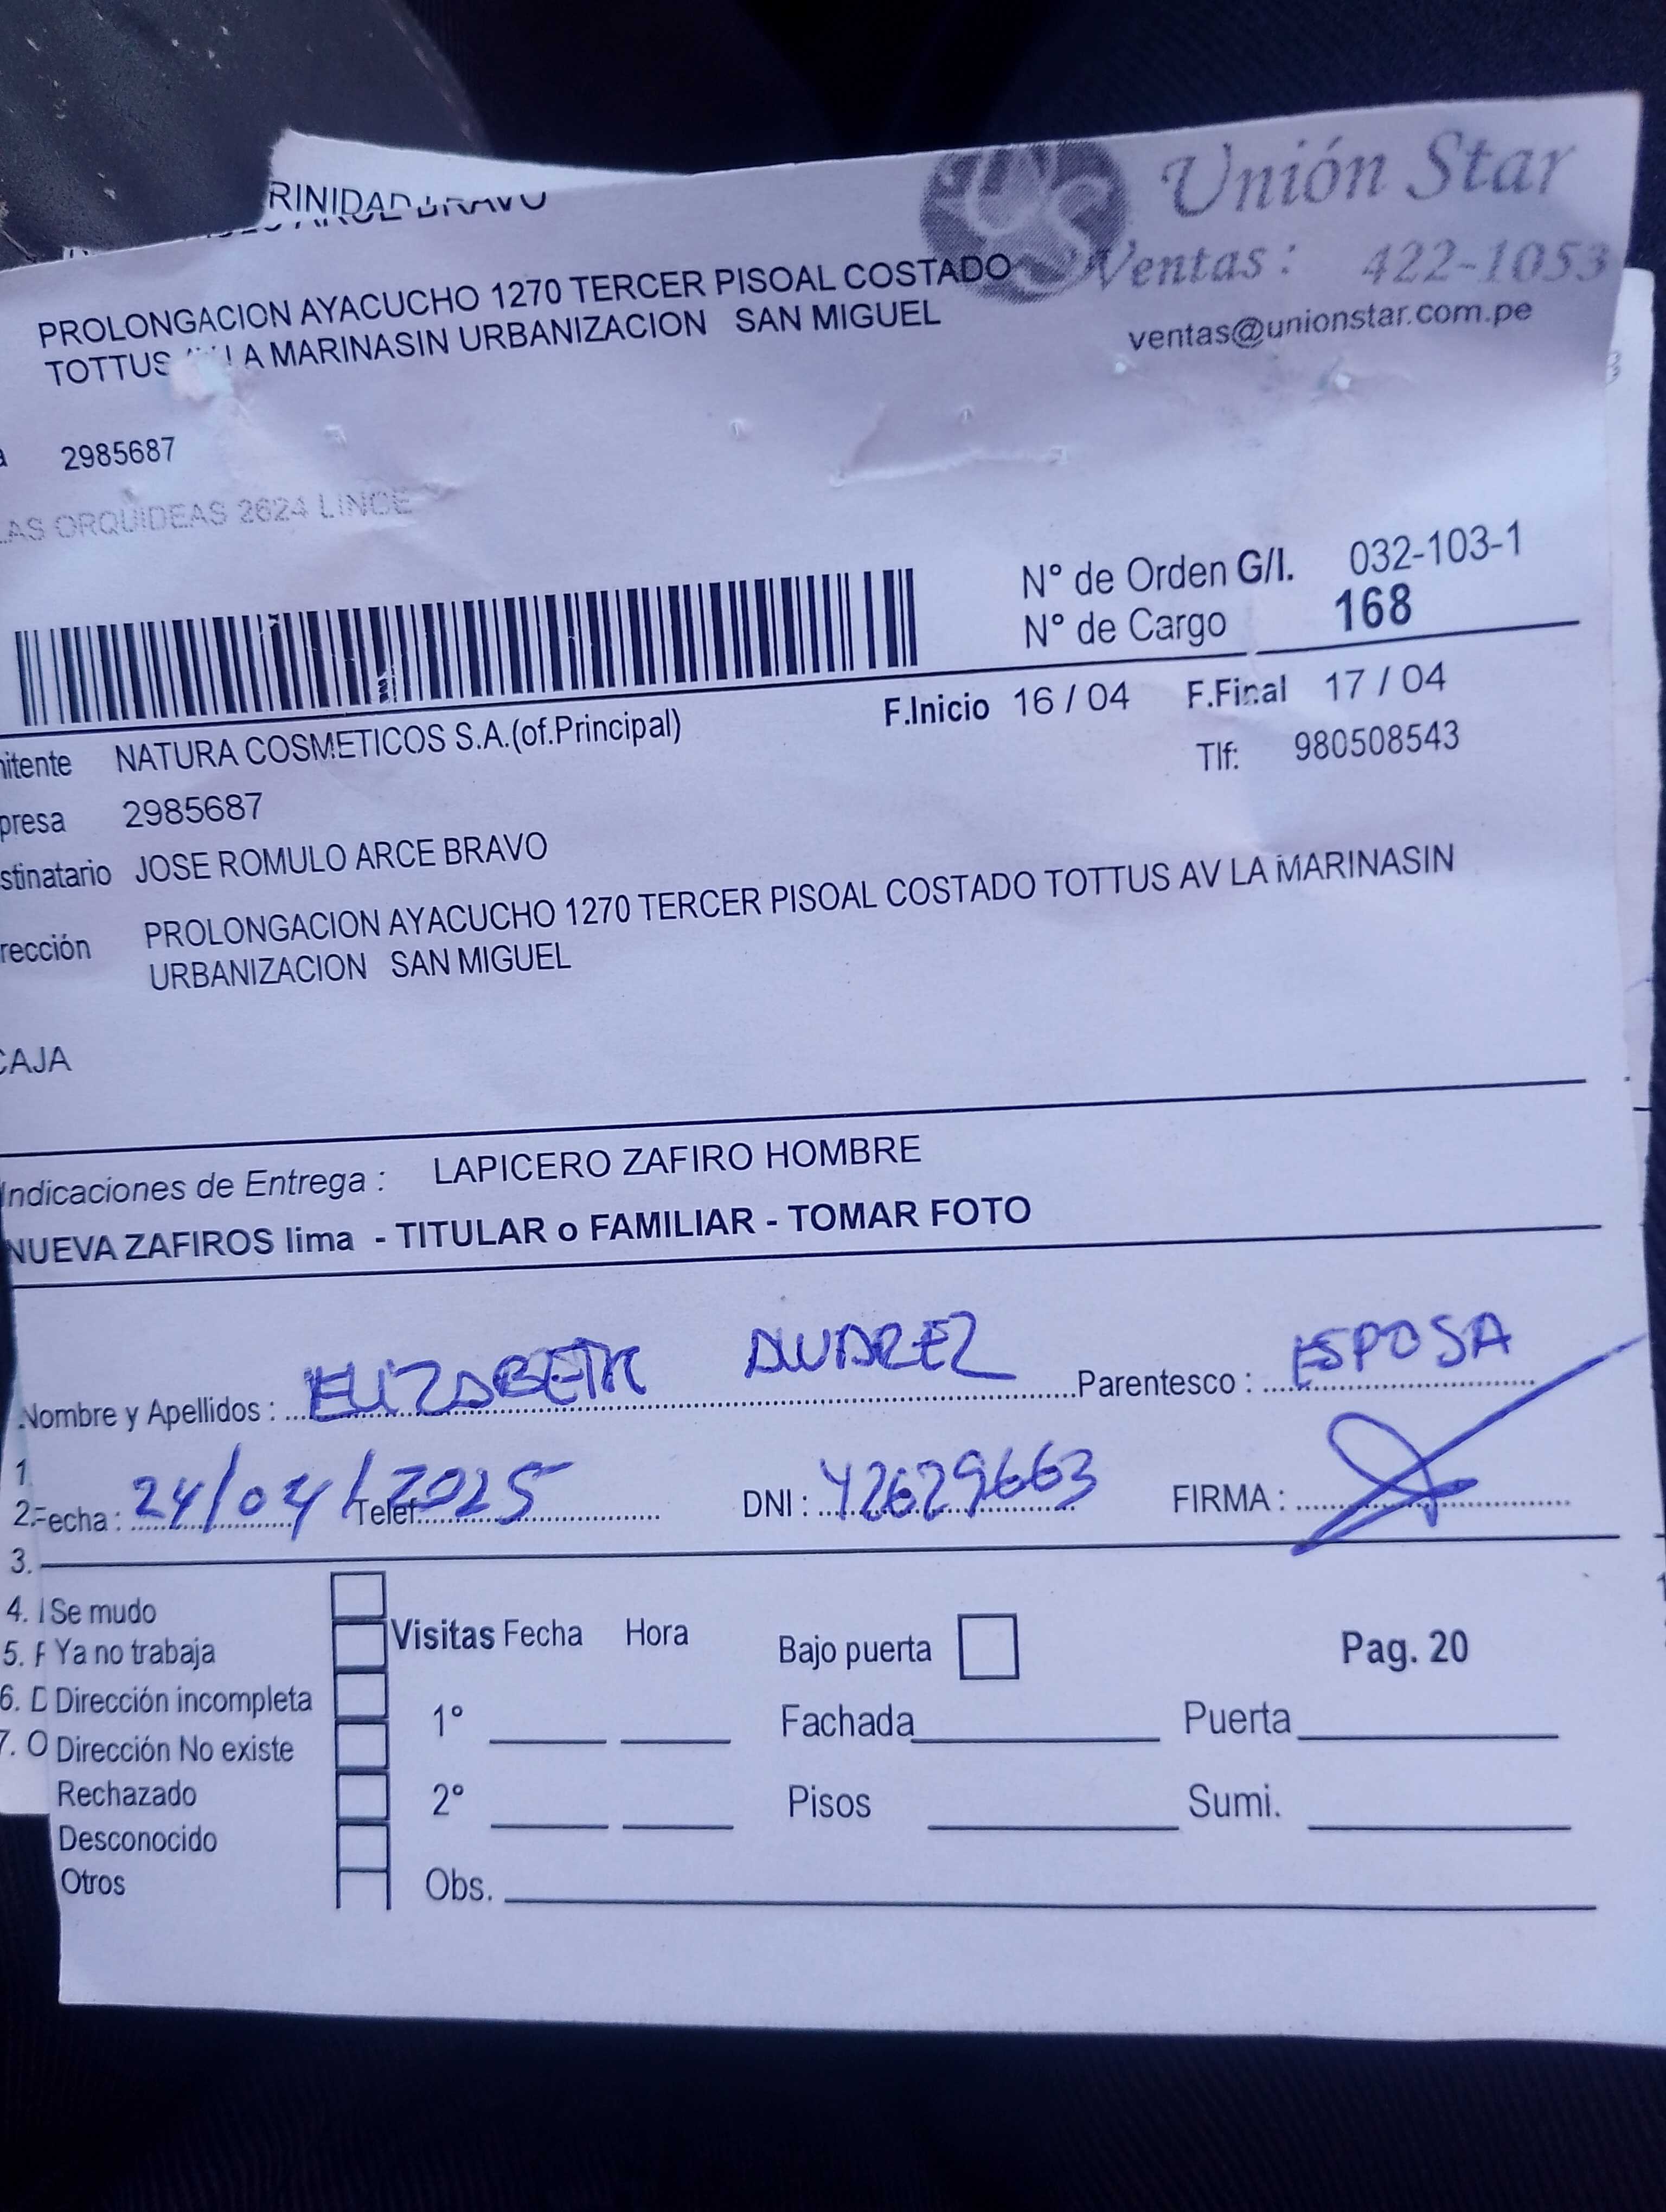 RINIDAD BRAVO
Unión Star
Ventas: 422-1053
ventas@unionstar.com.pe
PROLONGACION AYACUCHO 1270 TERCER PISOAL COSTADO
TOTTUS LA MARINASIN URBANIZACION SAN MIGUEL
a 2985687
LAS ORQUIDEAS 2624 LINCE
N° de Orden G/I. 032-103-1
N° de Cargo 168
F.Inicio 16 / 04 F.Final 17 / 04
mitente NATURA COSMETICOS S.A.(of.Principal)
Tlf: 980508543
presa 2985687
stinatario JOSE ROMULO ARCE BRAVO
rección PROLONGACION AYACUCHO 1270 TERCER PISOAL COSTADO TOTTUS AV LA MARINASIN
URBANIZACION SAN MIGUEL
CAJA
Indicaciones de Entrega : LAPICERO ZAFIRO HOMBRE
NUEVA ZAFIROS lima - TITULAR o FAMILIAR - TOMAR FOTO
Nombre y Apellidos : ELIZABETH ALVAREZ Parentesco : ESPOSA
1.
2. Fecha : 24/04/2025 Telef. DNI : 42629663 FIRMA :
3.
4. Se mudo
5. F Ya no trabaja
6. D Dirección incompleta
7. O Dirección No existe
Rechazado
Desconocido
Otros
Visitas Fecha Hora
1°
2°
Obs.
Bajo puerta
Pag. 20
Fachada Puerta
Pisos Sumi.